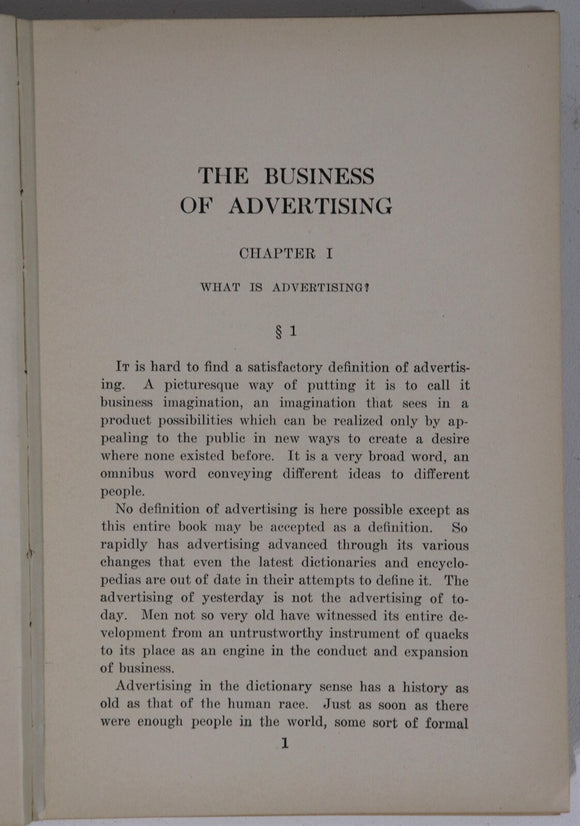 THE BUSINESS
OF ADVERTISING
CHAPTER I
WHAT IS ADVERTISING?
§ 1
IT is hard to find a satisfactory definition of advertis-
ing. A picturesque way of putting it is to call it
business imagination, an imagination that sees in a
product possibilities which can be realized only by ap-
pealing to the public in new ways to create a desire
where none existed before. It is a very broad word, an
omnibus word conveying different ideas to different
people.
No definition of advertising is here possible except as
this entire book may be accepted as a definition. So
rapidly has advertising advanced through its various
changes that even the latest dictionaries and encyclo-
pedias are out of date in their attempts to define it. The
advertising of yesterday is not the advertising of to-
day. Men not so very old have witnessed its entire de-
velopment from an untrustworthy instrument of quacks
to its place as an engine in the conduct and expansion
of business.
Advertising in the dictionary sense has a history as
old as that of the human race. Just as soon as there
were enough people in the world, some sort of formal
1